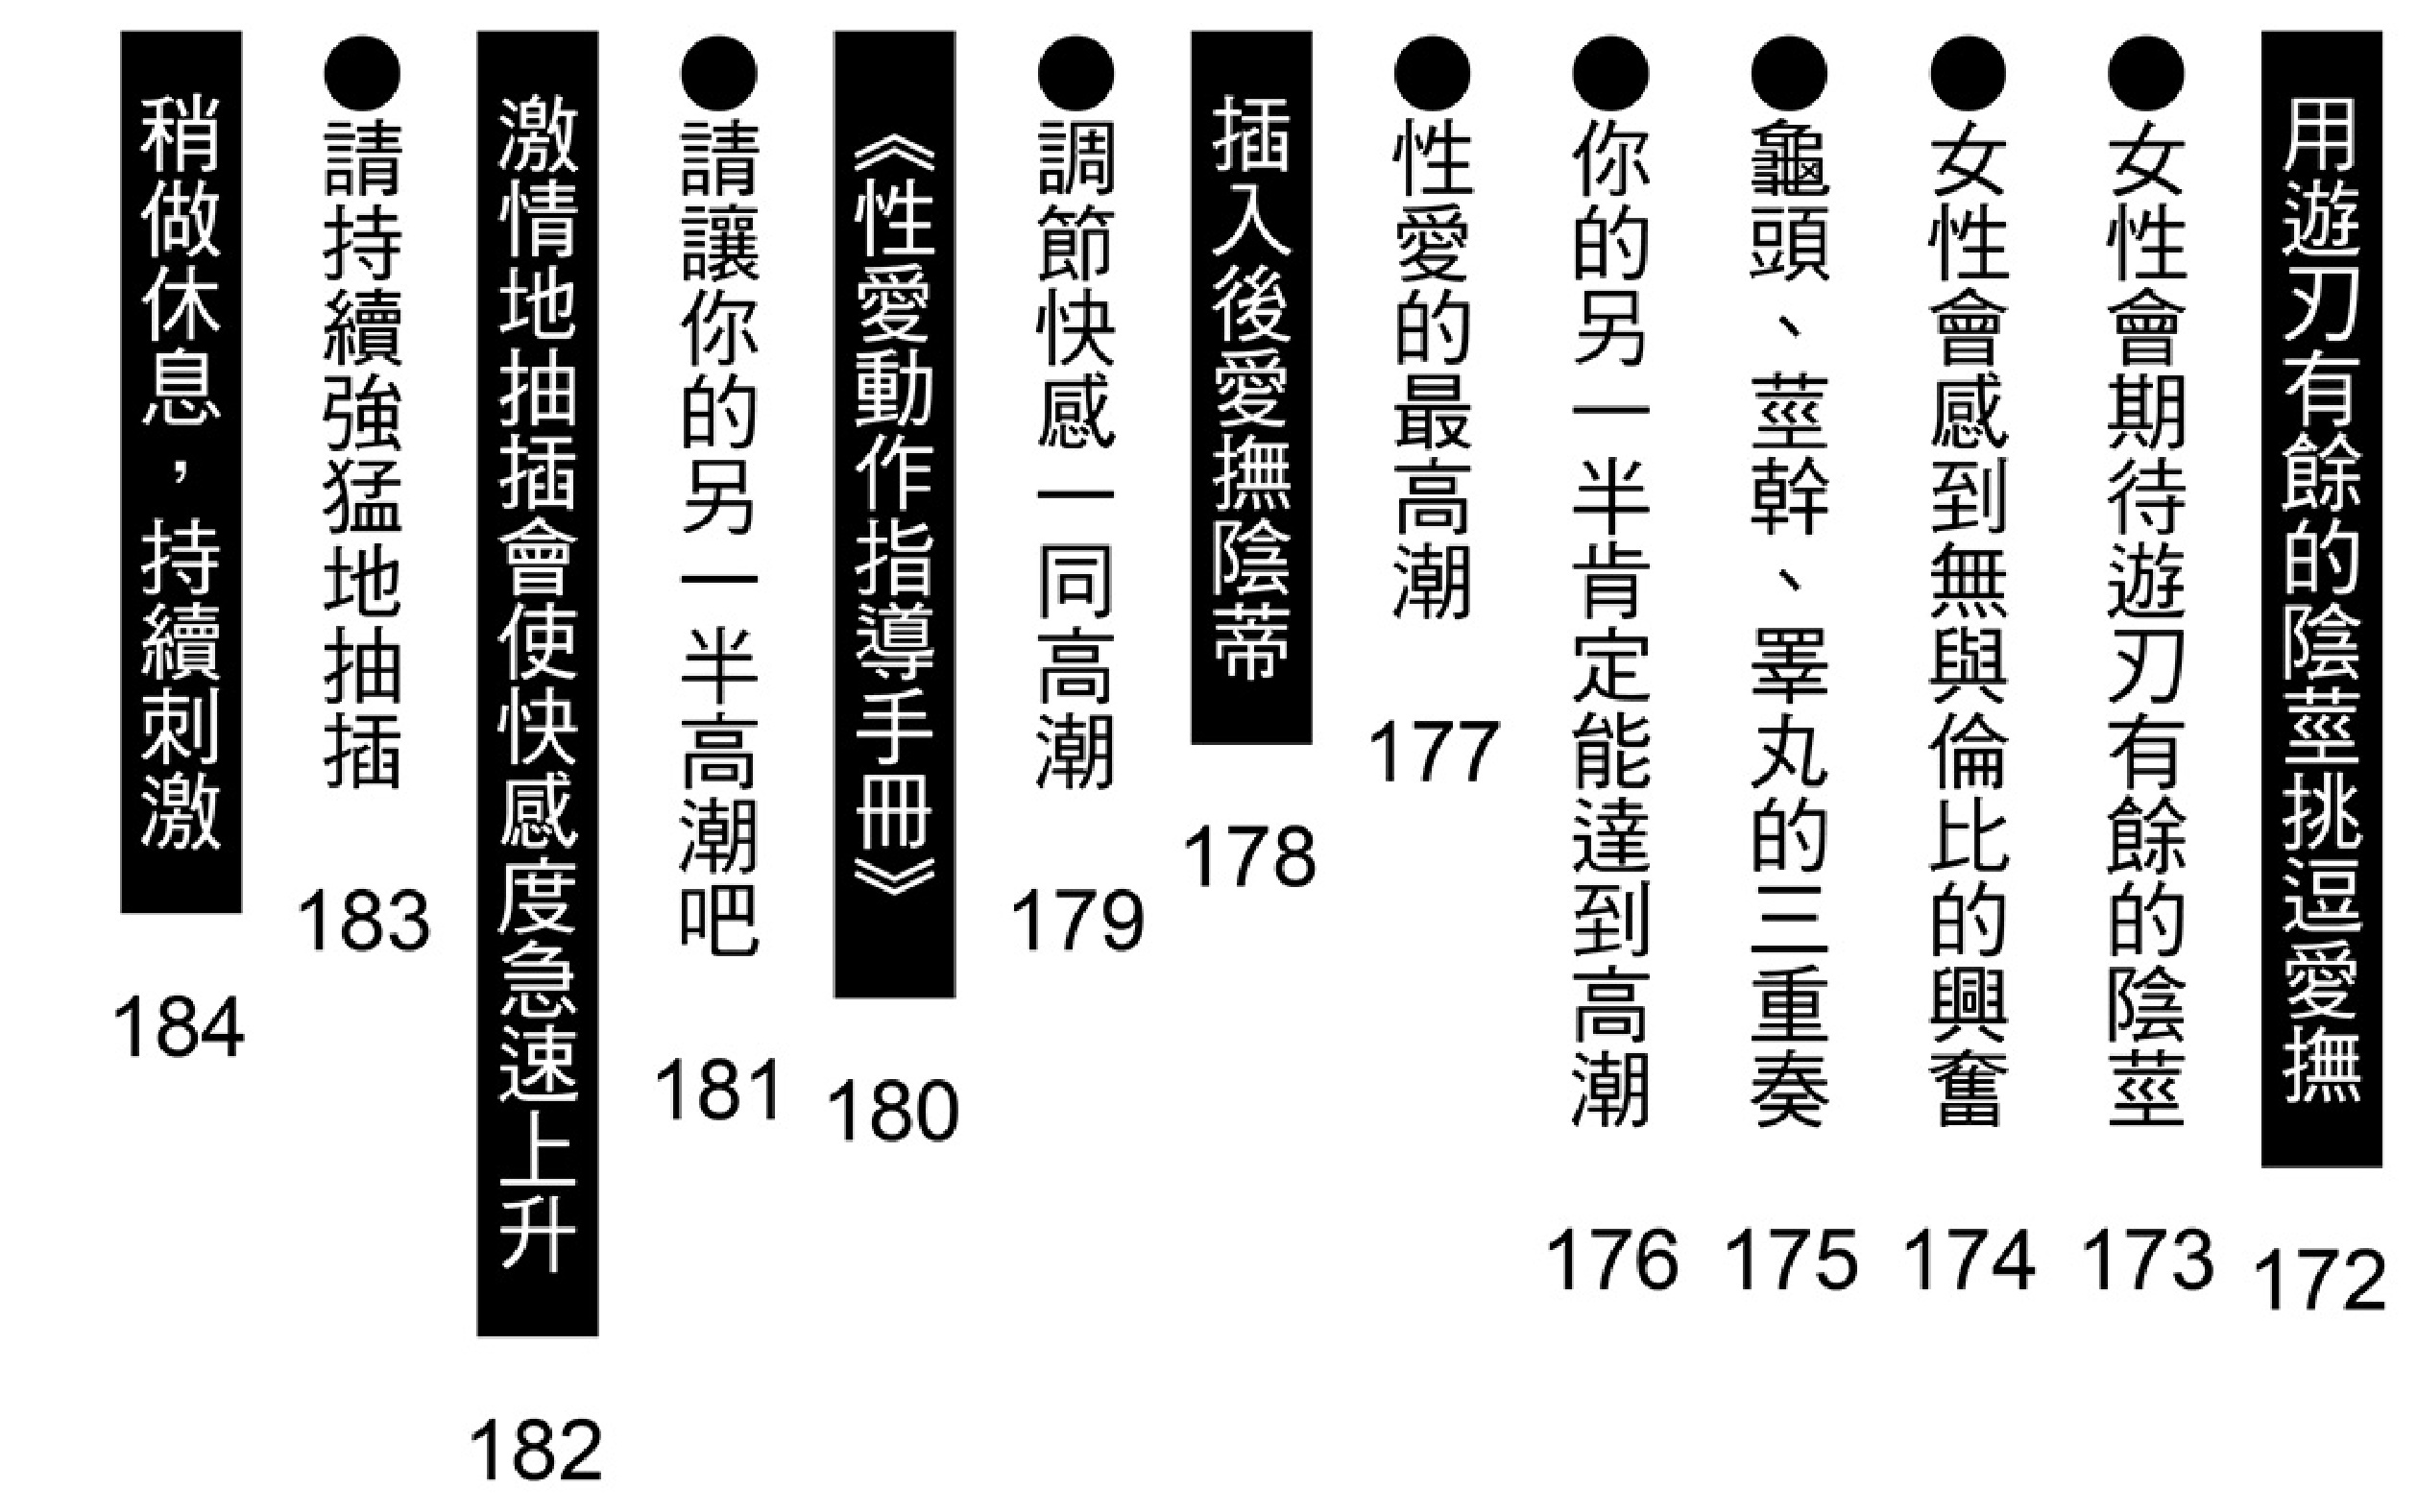 用遊刃有餘的陰莖挑逗愛撫 172
●女性會期待遊刃有餘的陰莖 173
●女性會感到無與倫比的興奮 174
●龜頭、莖幹、睪丸的三重奏 175
●你的另一半肯定能達到高潮 176
●性愛的最高潮 177
插入後愛撫陰蒂 178
●調節快感一同高潮 179
《性愛動作指導手冊》 180
●請讓你的另一半高潮吧 181
激情地抽插會使快感度急速上升 182
●請持續強猛地抽插 183
稍做休息，持續刺激 184